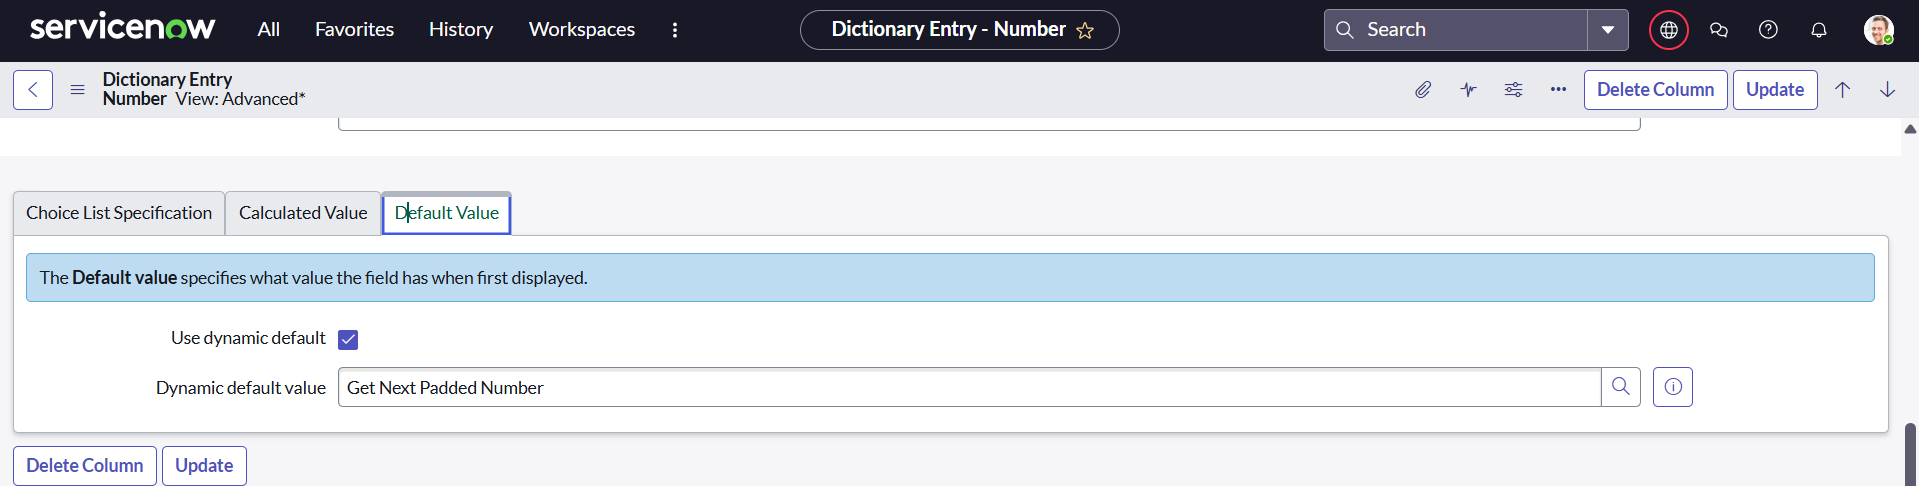 servicenow All Favorites History Workspaces Dictionary Entry - Number Search
Dictionary Entry
Number View: Advanced* Delete Column Update
Choice List Specification Calculated Value Default Value
The Default value specifies what value the field has when first displayed.
Use dynamic default
Dynamic default value Get Next Padded Number
Delete Column Update